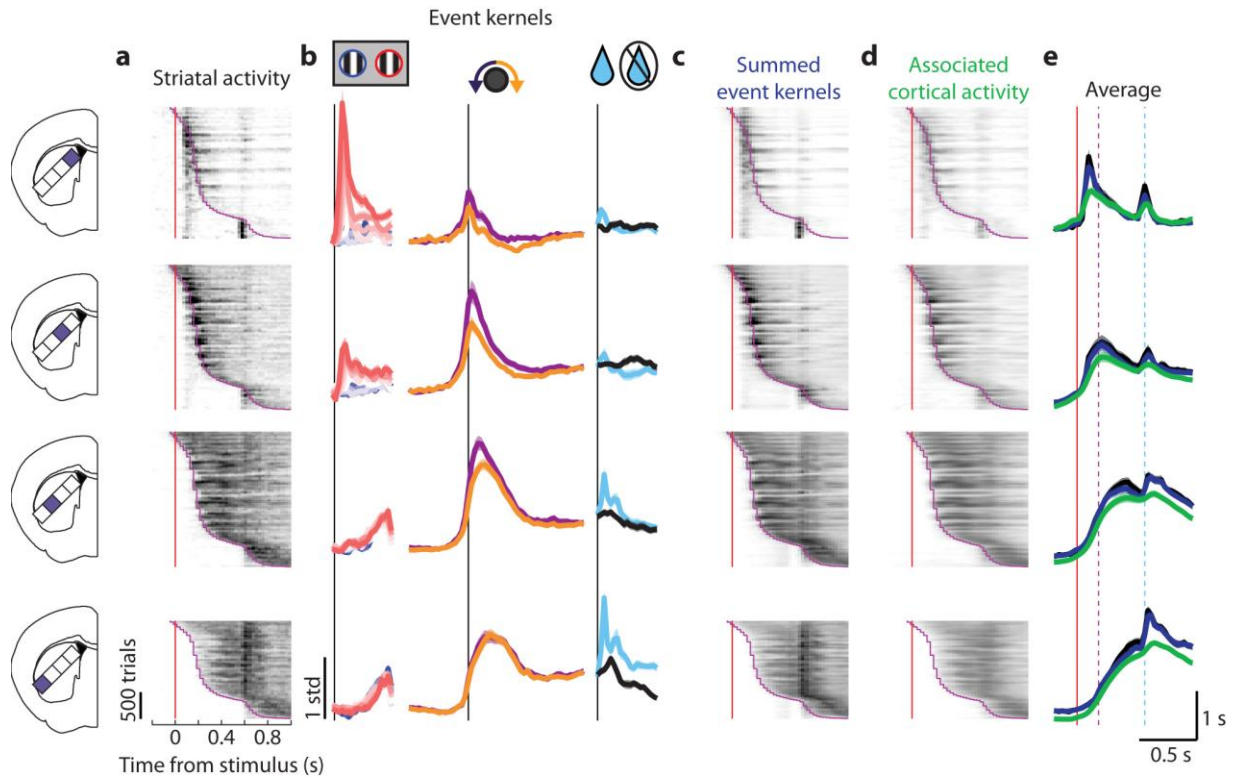 Event kernels
a
Striatal activity
b
c
Summed
event kernels
d
Associated
cortical activity
e
Average
500 trials
1 std
0 0.4 0.8
Time from stimulus (s)
1 s
0.5 s